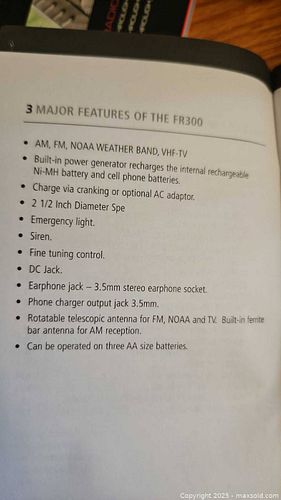 3 MAJOR FEATURES OF THE FR300
• AM, FM, NOAA WEATHER BAND, VHF-TV
• Built-in power generator recharges the internal rechargeable
Ni-MH battery and cell phone batteries.
• Charge via cranking or optional AC adaptor.
• 2 1/2 Inch Diameter Spe
• Emergency light.
• Siren.
• Fine tuning control.
• DC Jack.
• Earphone jack – 3.5mm stereo earphone socket.
• Phone charger output jack 3.5mm.
• Rotatable telescopic antenna for FM, NOAA and TV. Built-in ferrite
bar antenna for AM reception.
• Can be operated on three AA size batteries.
Copyright 2023 - maxsold.com